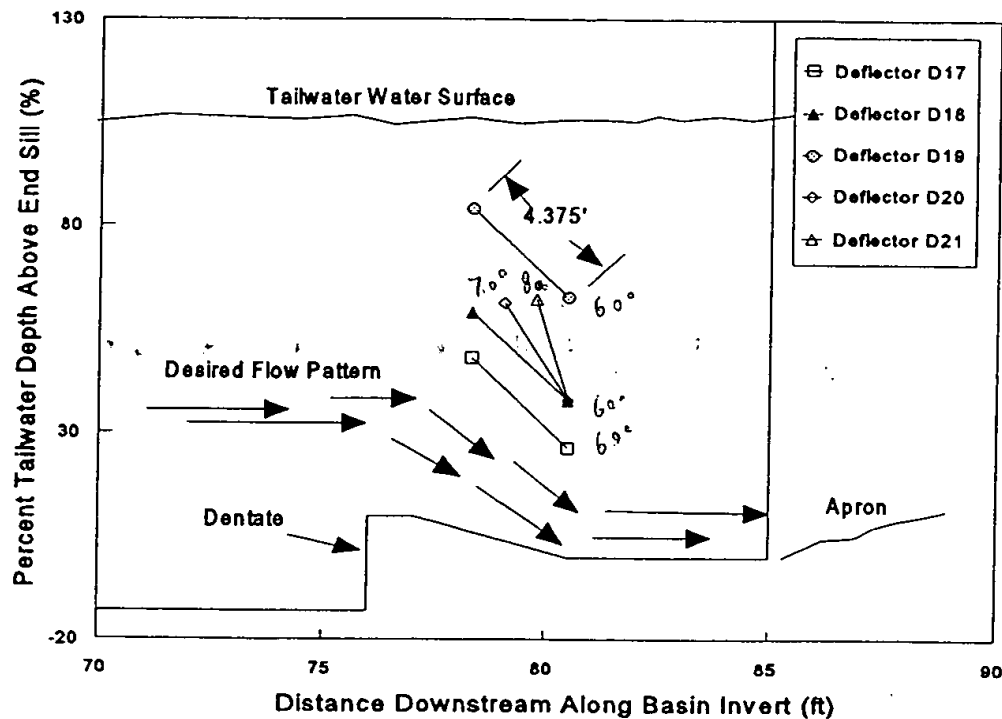 130
Deflector D17
Deflector D18
Deflector D19
Deflector D20
Deflector D21
Tailwater Water Surface
Percent Tailwater Depth Above End Sill (%)
80
4.375'
7.0°
60°
Desired Flow Pattern
60°
30
60°
Dentate
Apron
-20
70
75
80
85
90
Distance Downstream Along Basin Invert (ft)